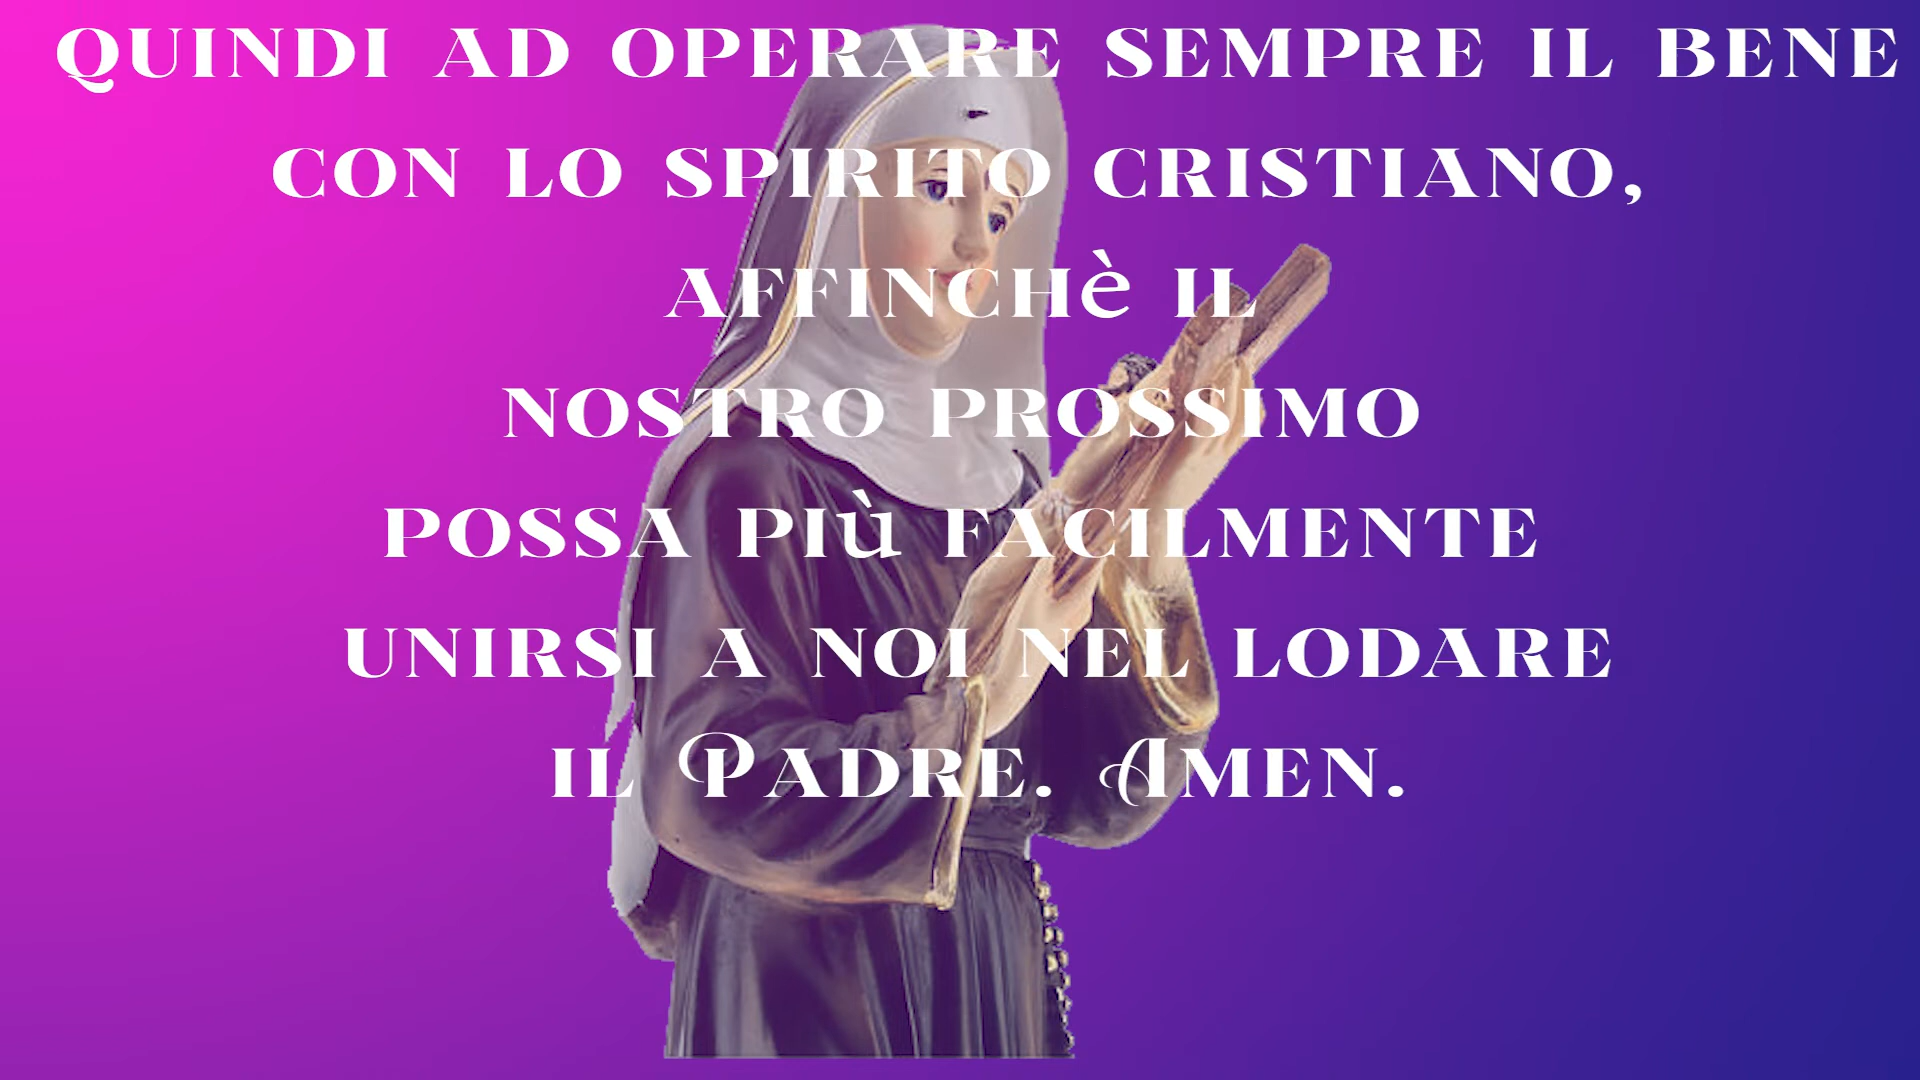 QUINDI AD OPERARE SEMPRE IL BENE
CON LO SPIRITO CRISTIANO,
AFFINCHè IL
NOSTRO PROSSIMO
POSSA PIù FACILMENTE
UNIRSI A NOI NEL LODARE
IL PADRE. AMEN.